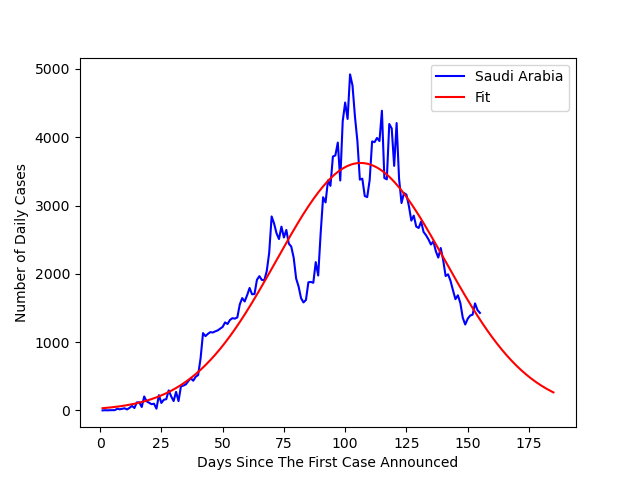 Saudi Arabia
Fit
Number of Daily Cases
5000
4000
3000
2000
1000
0
0 25 50 75 100 125 150 175
Days Since The First Case Announced